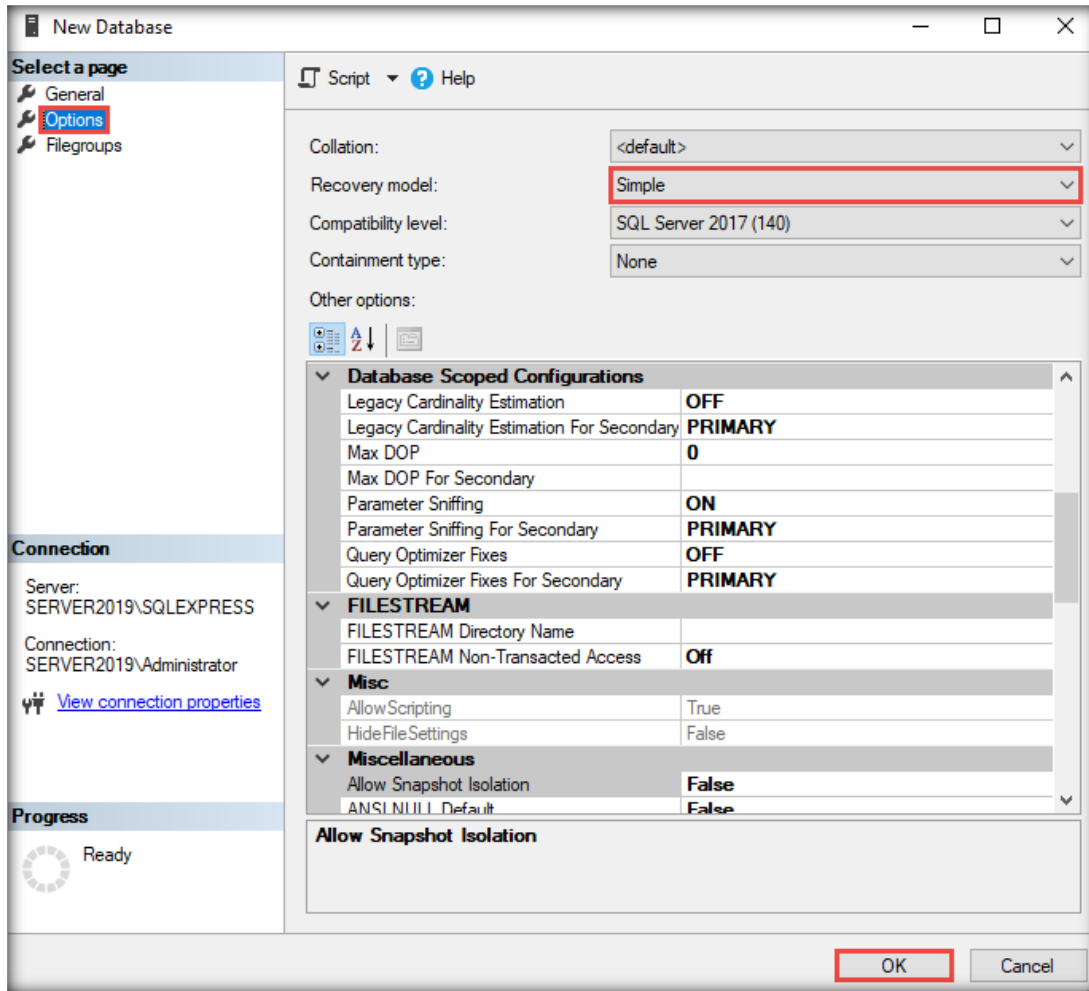 New Database
Select a page
General
Options
Filegroups
Script
Help
Collation: <default>
Recovery model: Simple
Compatibility level: SQL Server 2017 (140)
Containment type: None
Other options:
Database Scoped Configurations
Legacy Cardinality Estimation OFF
Legacy Cardinality Estimation For Secondary PRIMARY
Max DOP 0
Max DOP For Secondary
Parameter Sniffing ON
Parameter Sniffing For Secondary PRIMARY
Query Optimizer Fixes OFF
Query Optimizer Fixes For Secondary PRIMARY
FILESTREAM
FILESTREAM Directory Name
FILESTREAM Non-Transacted Access Off
Misc
AllowScripting True
HideFileSettings False
Miscellaneous
Allow Snapshot Isolation False
ANSI NULL Default False
Allow Snapshot Isolation
Connection
Server:
SERVER2019\SQLEXPRESS
Connection:
SERVER2019\Administrator
View connection properties
Progress
Ready
OK
Cancel